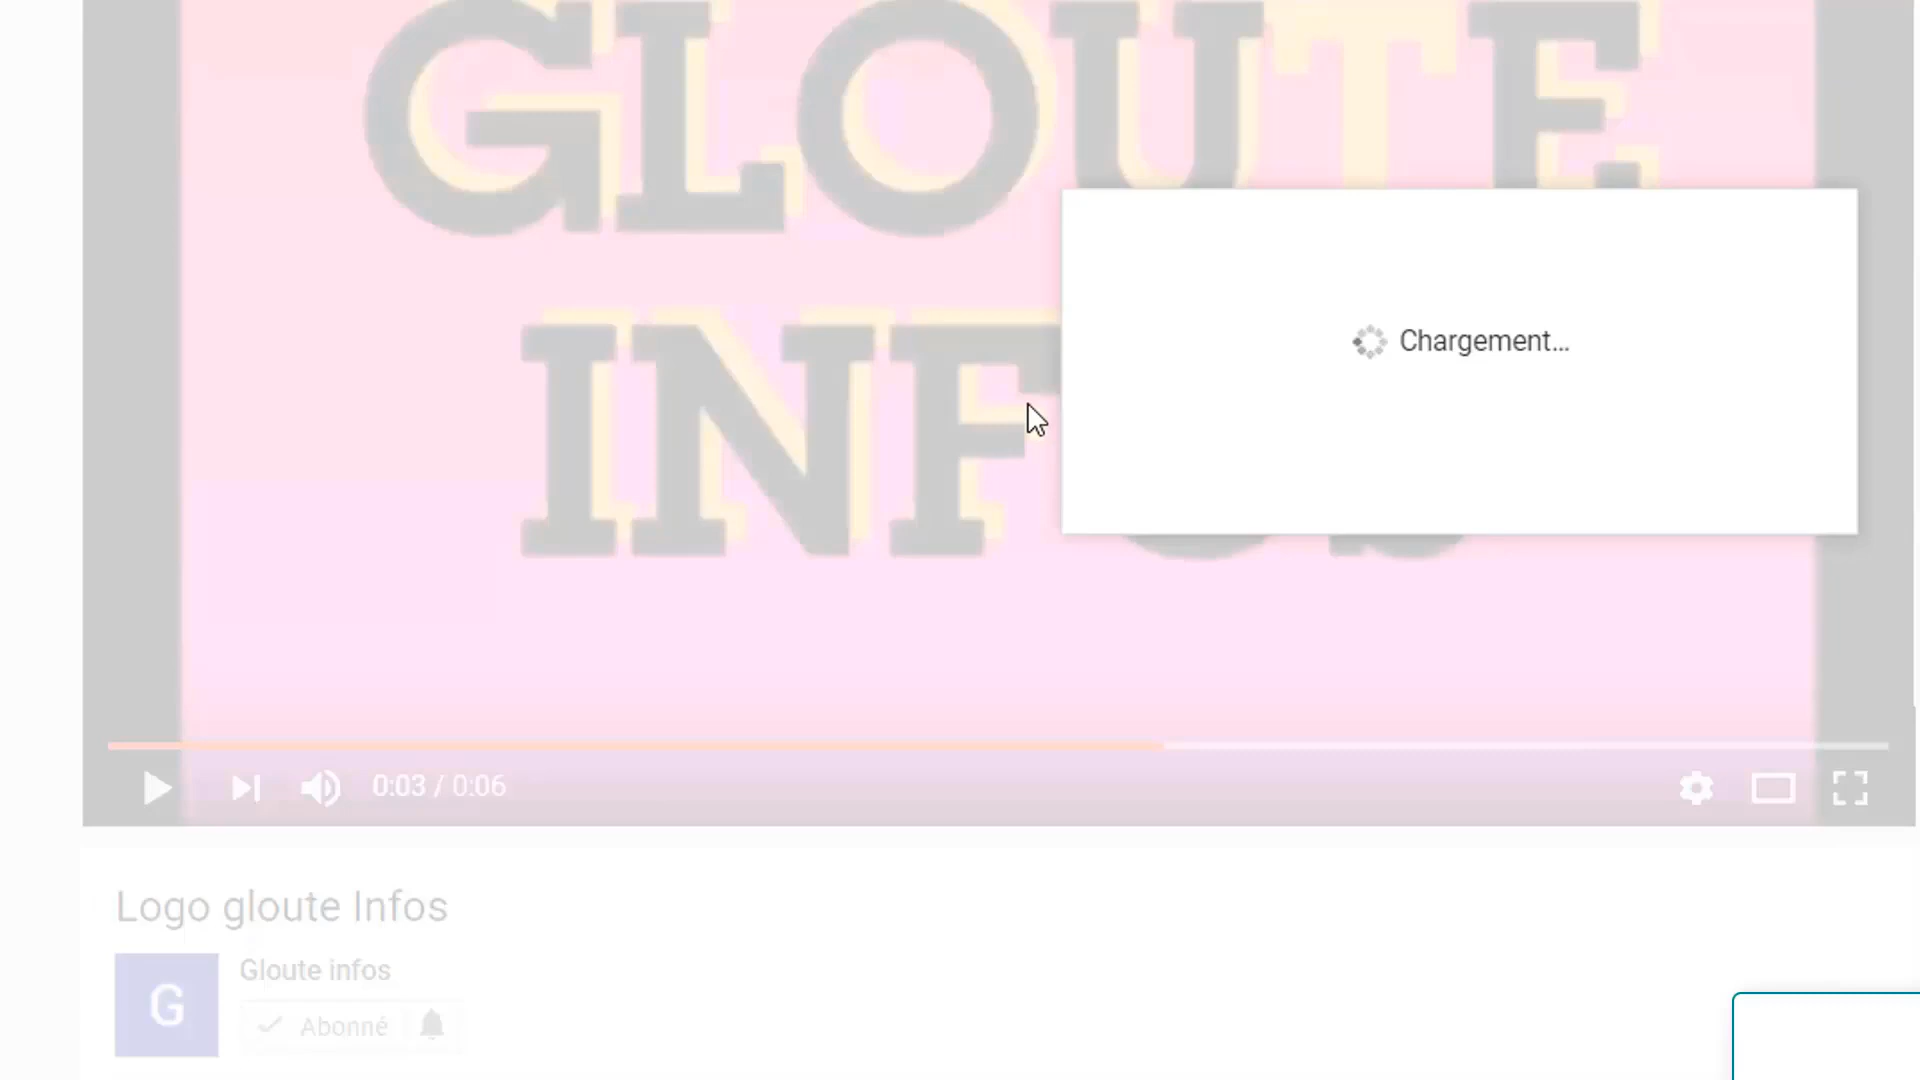 GLOUTE
INF
Chargement...
0:03 / 0:06
Logo gloute Infos
G
Gloute infos
Abonné